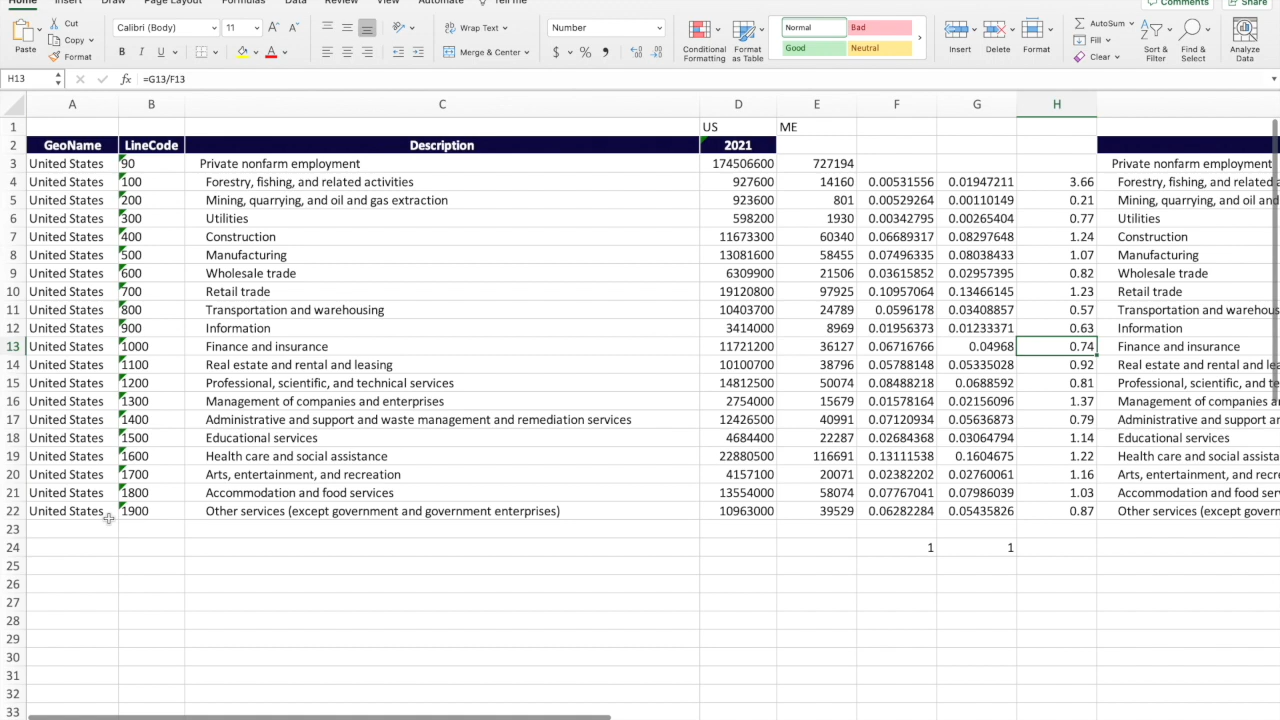 Home Insert Draw Page Layout Formulas Data Review View Automate Tell me
Comments Share
Paste Cut Copy Format
Calibri (Body) 11
B I U
Wrap Text
Merge & Center
Number
$ %
Conditional Formatting
Format as Table
Normal Bad
Good Neutral
Insert Delete Format
AutoSum
Fill
Clear
Sort & Filter
Find & Select
Analyze Data
H13 fx =G13/F13
A B C D E F G H
1 US ME
2 GeoName LineCode Description 2021
3 United States 90 Private nonfarm employment 174506600 727194 Private nonfarm employment
4 United States 100 Forestry, fishing, and related activities 927600 14160 0.00531556 0.01947211 3.66 Forestry, fishing, and related
5 United States 200 Mining, quarrying, and oil and gas extraction 923600 801 0.00529264 0.00110149 0.21 Mining, quarrying, and oil and
6 United States 300 Utilities 598200 1930 0.00342795 0.00265404 0.77 Utilities
7 United States 400 Construction 11673300 60340 0.06689317 0.08297648 1.24 Construction
8 United States 500 Manufacturing 13081600 58455 0.07496335 0.08038433 1.07 Manufacturing
9 United States 600 Wholesale trade 6309900 21506 0.03615852 0.02957395 0.82 Wholesale trade
10 United States 700 Retail trade 19120800 97925 0.10957064 0.13466145 1.23 Retail trade
11 United States 800 Transportation and warehousing 10403700 24789 0.0596178 0.03408857 0.57 Transportation and warehous
12 United States 900 Information 3414000 8969 0.01956373 0.01233371 0.63 Information
13 United States 1000 Finance and insurance 11721200 36127 0.06716766 0.04968 0.74 Finance and insurance
14 United States 1100 Real estate and rental and leasing 10100700 38796 0.05788148 0.05335028 0.92 Real estate and rental and lea
15 United States 1200 Professional, scientific, and technical services 14812500 50074 0.08488218 0.0688592 0.81 Professional, scientific, and te
16 United States 1300 Management of companies and enterprises 2754000 15679 0.01578164 0.02156096 1.37 Management of companies a
17 United States 1400 Administrative and support and waste management and remediation services 12426500 40991 0.07120934 0.05636873 0.79 Administrative and support ar
18 United States 1500 Educational services 4684400 22287 0.02684368 0.03064794 1.14 Educational services
19 United States 1600 Health care and social assistance 22880500 116691 0.13111538 0.1604675 1.22 Health care and social assista
20 United States 1700 Arts, entertainment, and recreation 4157100 20071 0.02382202 0.02760061 1.16 Arts, entertainment, and recre
21 United States 1800 Accommodation and food services 13554000 58074 0.07767041 0.07986039 1.03 Accommodation and food ser
22 United States 1900 Other services (except government and government enterprises) 10963000 39529 0.06282284 0.05435826 0.87 Other services (except govern
23
24 1 1
25
26
27
28
29
30
31
32
33